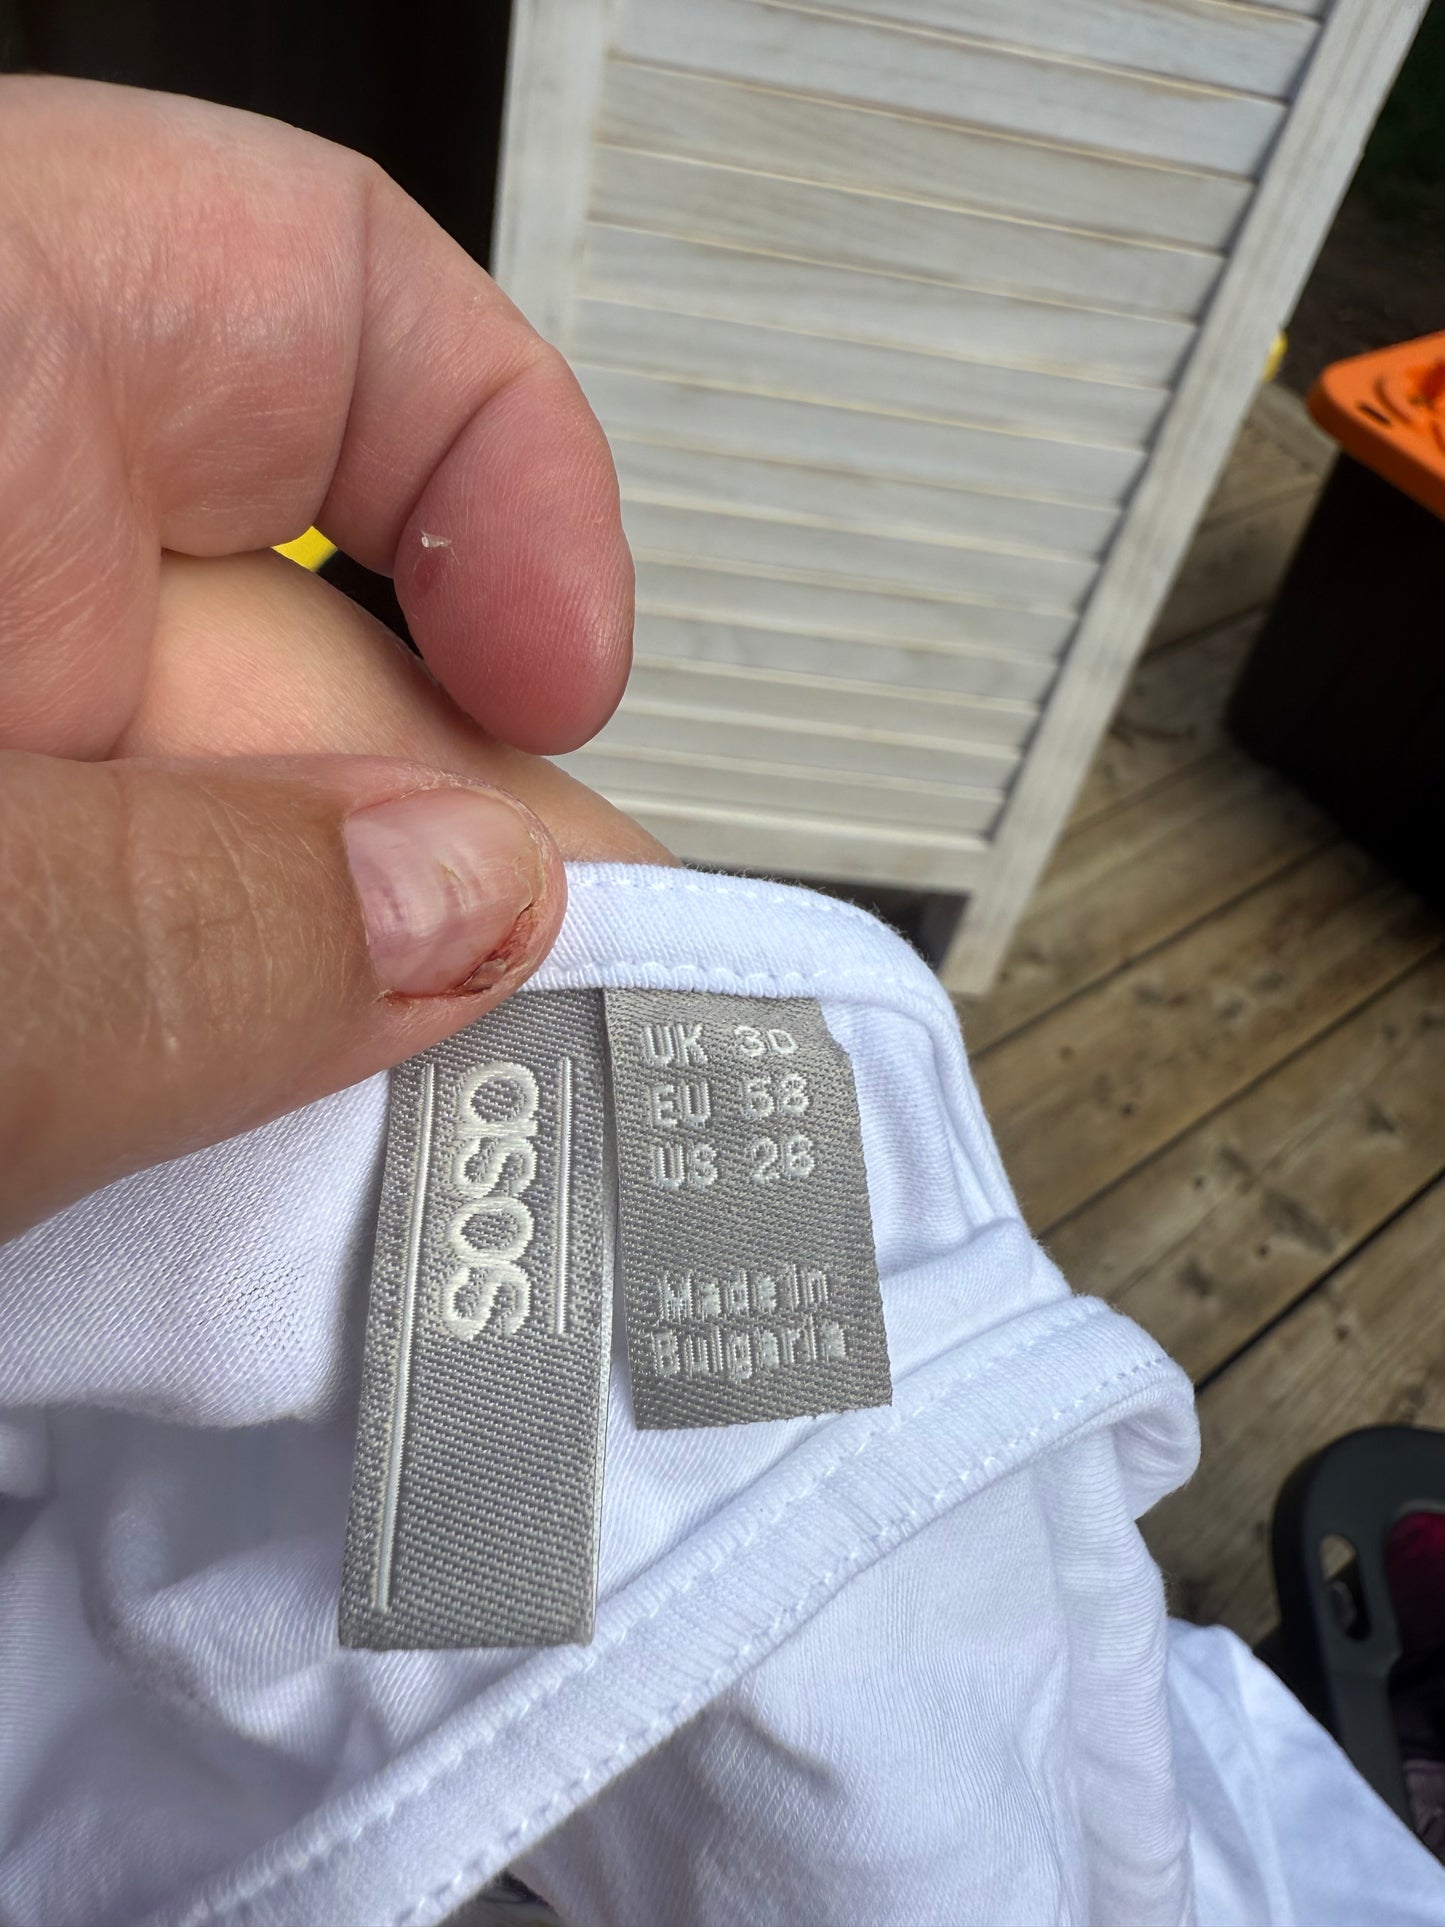 asos
UK 30
EU 58
US 26
Made In
Bulgaria